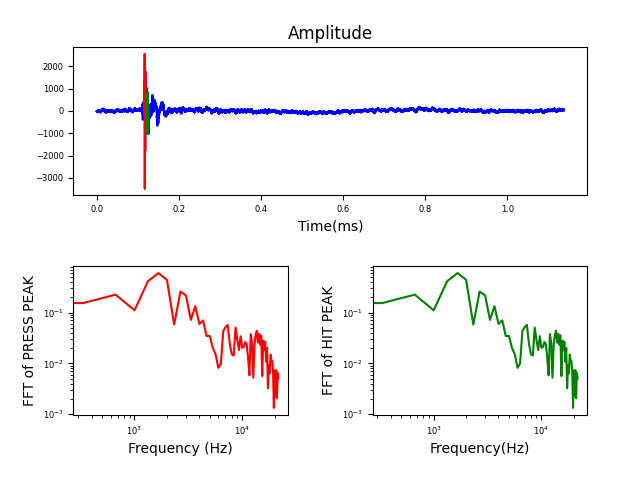 Amplitude
2000
1000
0
−1000
−2000
−3000
0.0 0.2 0.4 0.6 0.8 1.0
Time(ms)
FFT of PRESS PEAK
10⁻¹
10⁻²
10⁻³
10³ 10⁴
Frequency (Hz)
FFT of HIT PEAK
10⁻¹
10⁻²
10⁻³
10³ 10⁴
Frequency(Hz)